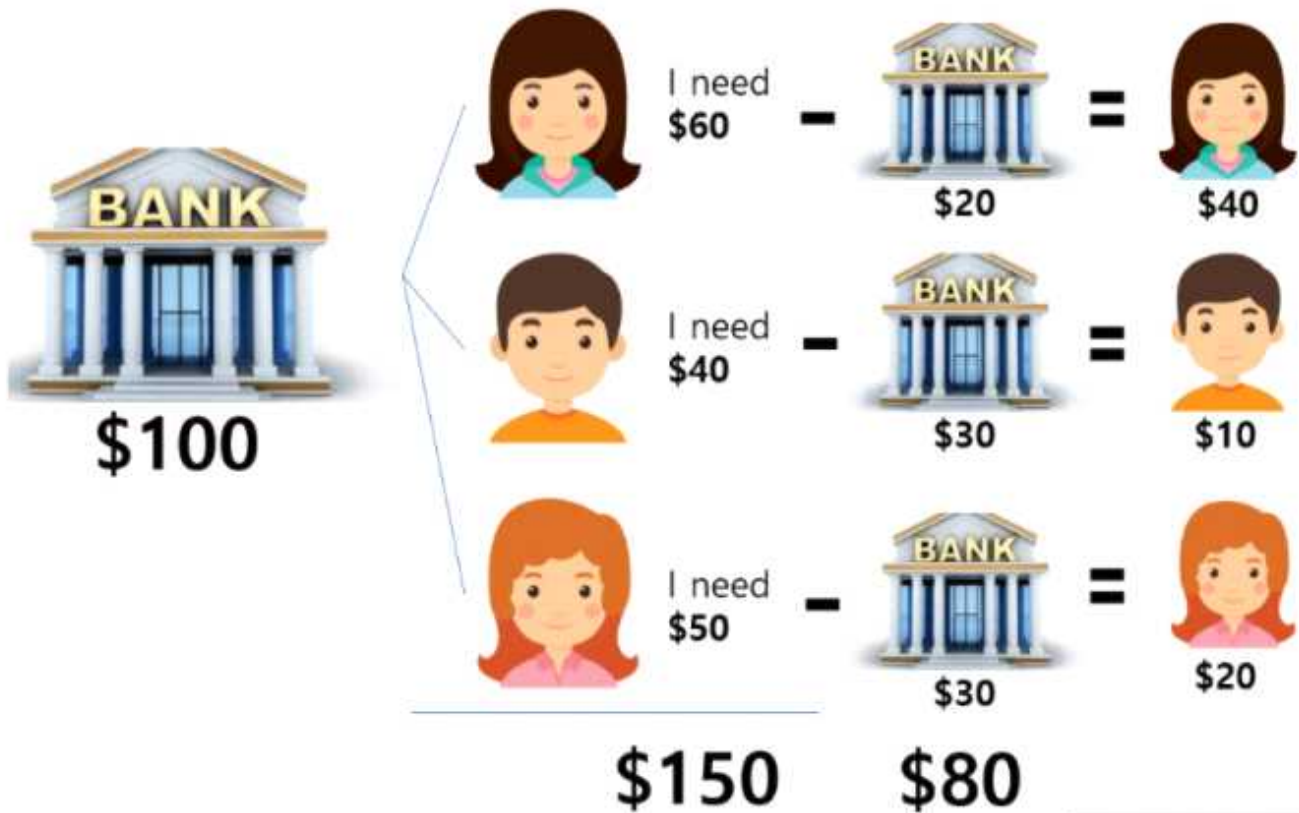 BANK
$100
I need
$60
-
BANK
$20
=
$40
I need
$40
-
BANK
$30
=
$10
I need
$50
-
BANK
$30
=
$20
$150
$80